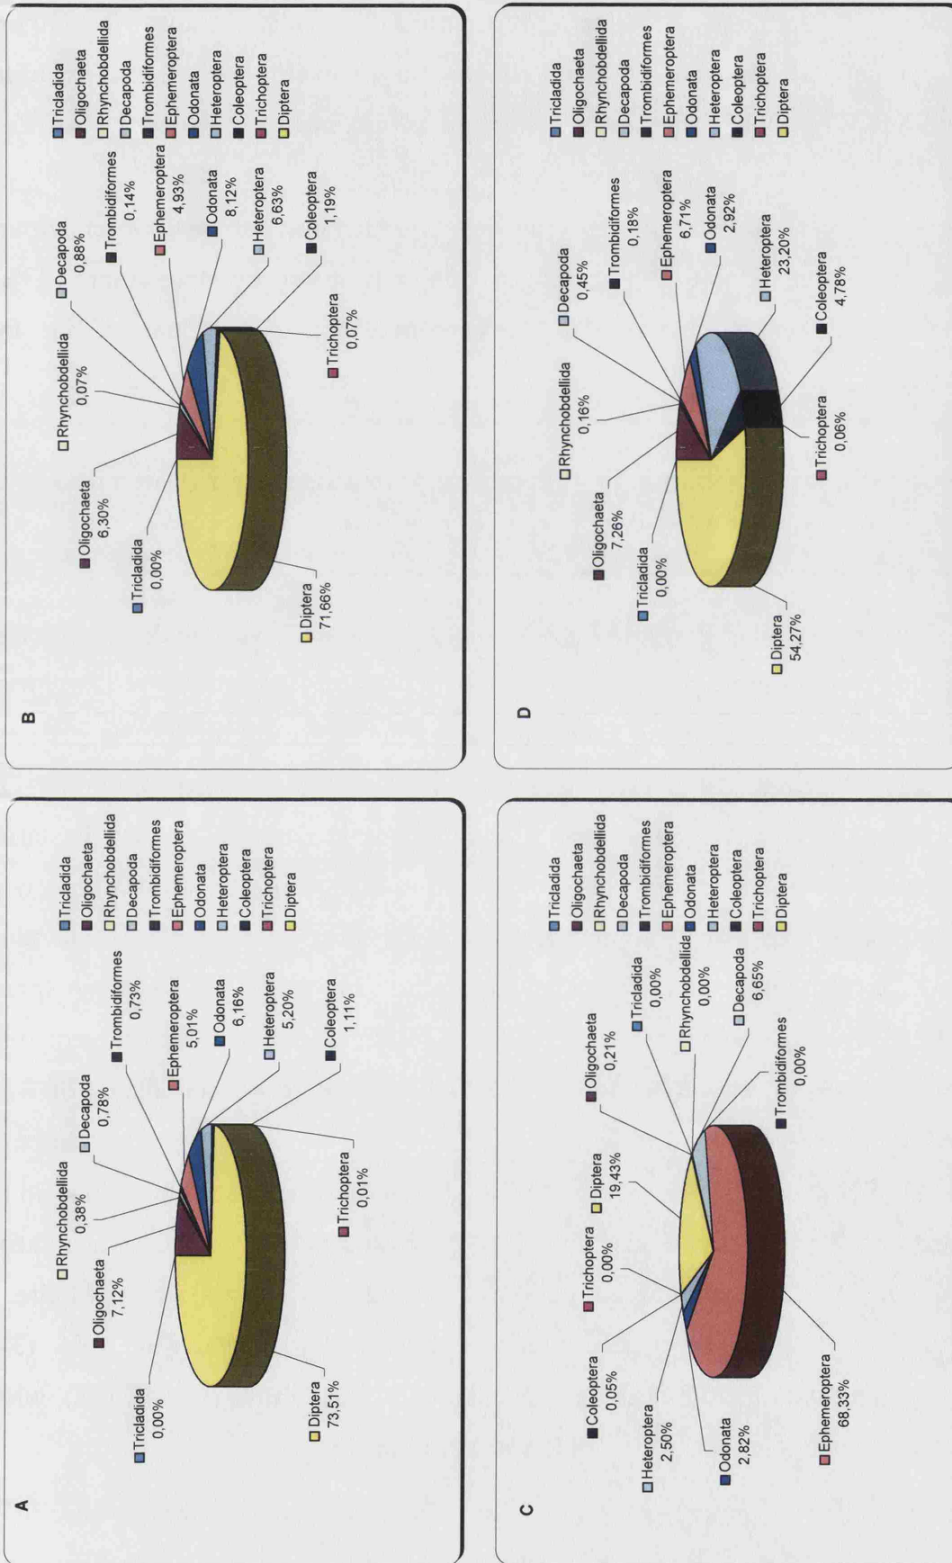 A
Tricladida
0,00%
Oligochaeta
7,12%
Rhynchobdellida
0,38%
Decapoda
0,78%
Trombidiformes
0,73%
Ephemeroptera
5,01%
Odonata
6,16%
Heteroptera
5,20%
Coleoptera
1,11%
Trichoptera
0,01%
Diptera
73,51%
Tricladida
Oligochaeta
Rhynchobdellida
Decapoda
Trombidiformes
Ephemeroptera
Odonata
Heteroptera
Coleoptera
Trichoptera
Diptera
B
Tricladida
0,00%
Oligochaeta
6,30%
Rhynchobdellida
0,07%
Decapoda
0,88%
Trombidiformes
0,14%
Ephemeroptera
4,93%
Odonata
8,12%
Heteroptera
6,63%
Coleoptera
1,19%
Trichoptera
0,07%
Diptera
71,66%
Tricladida
Oligochaeta
Rhynchobdellida
Decapoda
Trombidiformes
Ephemeroptera
Odonata
Heteroptera
Coleoptera
Trichoptera
Diptera
C
Coleoptera
0,05%
Trichoptera
0,00%
Diptera
19,43%
Oligochaeta
0,21%
Tricladida
0,00%
Rhynchobdellida
0,00%
Decapoda
6,65%
Trombidiformes
0,00%
Heteroptera
2,50%
Odonata
2,82%
Ephemeroptera
68,33%
Tricladida
Oligochaeta
Rhynchobdellida
Decapoda
Trombidiformes
Ephemeroptera
Odonata
Heteroptera
Coleoptera
Trichoptera
Diptera
D
Tricladida
0,00%
Oligochaeta
7,26%
Rhynchobdellida
0,16%
Decapoda
0,45%
Trombidiformes
0,18%
Ephemeroptera
6,71%
Odonata
2,92%
Heteroptera
23,20%
Coleoptera
4,78%
Trichoptera
0,06%
Diptera
54,27%
Tricladida
Oligochaeta
Rhynchobdellida
Decapoda
Trombidiformes
Ephemeroptera
Odonata
Heteroptera
Coleoptera
Trichoptera
Diptera